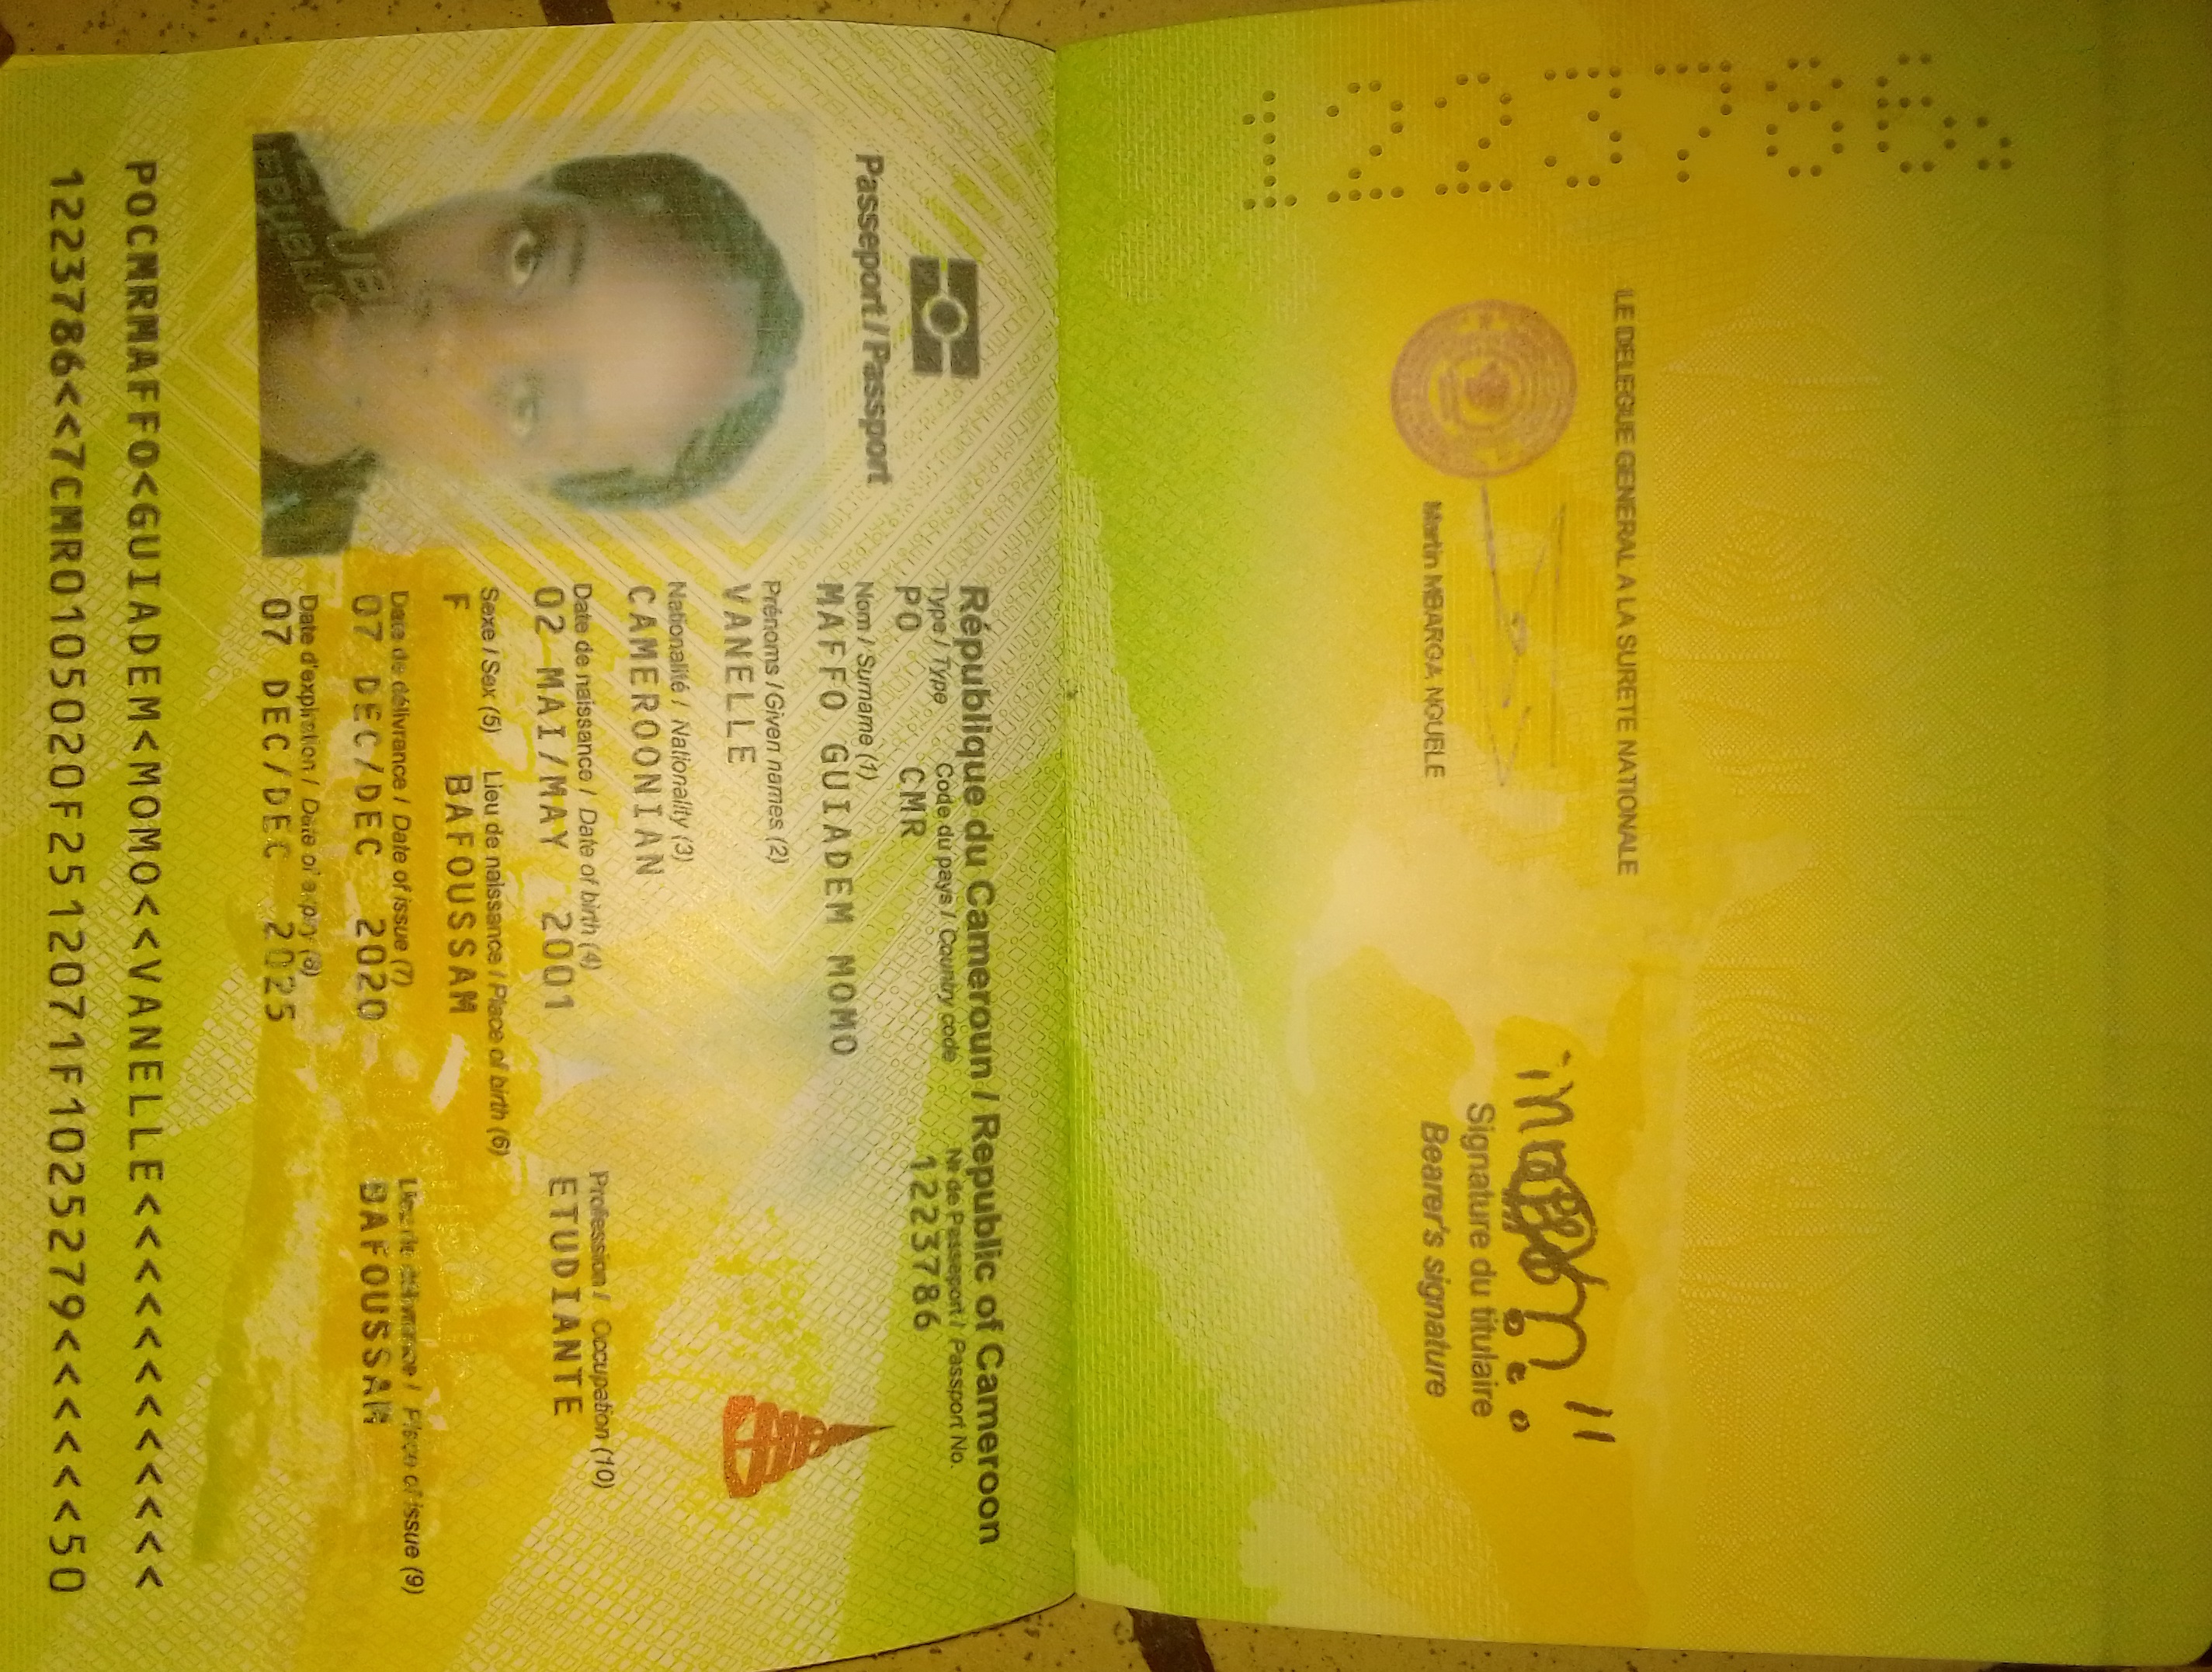 1223786
LE DELEGUE GENERAL A LA SURETE NATIONALE
Martin MBARGA NGUELE
Signature du titulaire
Bearer's signature
République du Cameroun / Republic of Cameroon
Passeport / Passport
Type / Type Code du pays / Country code № de Passeport / Passport No.
PO CMR 1223786
Nom / Surname (1)
MAFFO GUIADEM MOMO
Prénoms / Given names (2)
VANELLE
Nationalité / Nationality (3)
CAMEROONIAN
Date de naissance / Date of birth (4) Profession / Occupation (10)
02 MAI/MAY 2001 ETUDIANTE
Sexe / Sex (5) Lieu de naissance / Place of birth (6)
F BAFOUSSAM
Date de délivrance / Date of issue (7) Lieu de délivrance / Place of issue (9)
07 DEC/DEC 2020 BAFOUSSAM
Date d'expiration / Date of expiry (8)
07 DEC/DEC 2025
POCMRMAFFO<GUIADEM<MOMO<<VANELLE<<<<<<<<<<<<
1223786<<7CMR0105020F2512071F1025279<<<<<<50